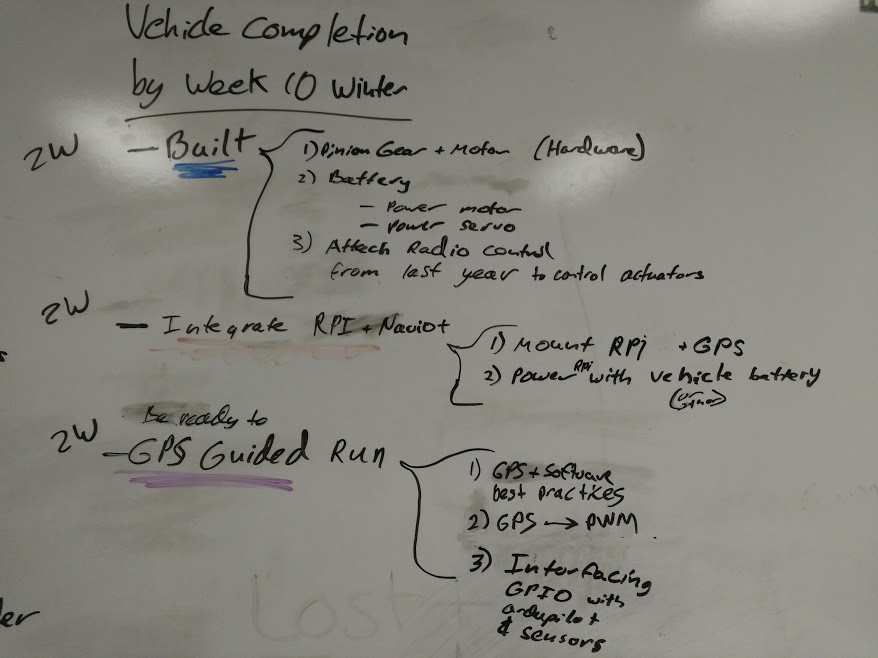 Vehicle Completion
by Week 10 Winter
2W - Built
1) Pinion Gear + Motor (Hardware)
2) Battery
- Power motor
- Power servo
3) Attach Radio Control
from last year to control actuators
2W - Integrate RPI + Navio+
1) Mount RPi + GPS
2) Power RPi with vehicle battery
(or other)
Be ready to
2W - GPS Guided Run
1) GPS + Software
best practices
2) GPS → PWM
3) Interfacing
GPIO with
ardupilot
& sensors
Lost